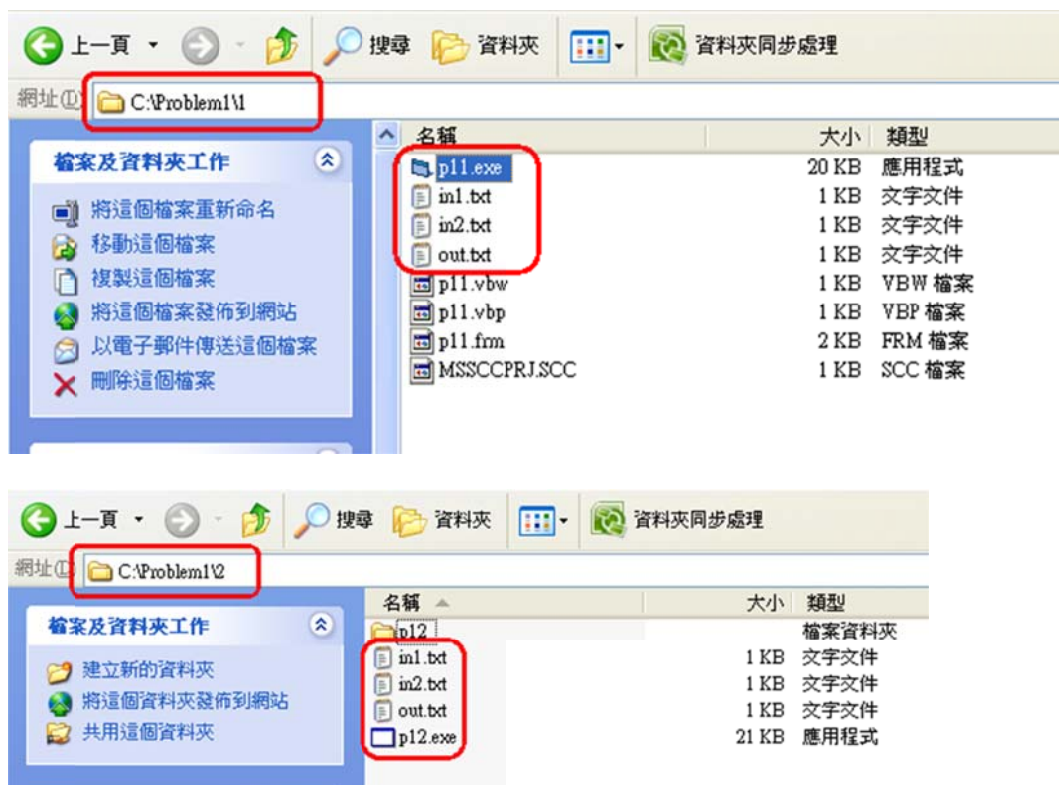 上一頁 搜尋 資料夾 資料夾同步處理
網址(D) C:\Problem1\1
名稱 大小 類型
檔案及資料夾工作
p11.exe 20 KB 應用程式
in1.txt 1 KB 交字文件
將這個檔案重新命名
in2.txt 1 KB 交字文件
移動這個檔案
out.txt 1 KB 交字文件
複製這個檔案
p11.vbw 1 KB VBW 檔案
將這個檔案發佈到網站
p11.vbp 1 KB VBP 檔案
以電子郵件傳送這個檔案
p11.frm 2 KB FRM 檔案
刪除這個檔案
MSSCCPRJ.SCC 1 KB SCC 檔案
上一頁 搜尋 資料夾 資料夾同步處理
網址(D) C:\Problem1\2
名稱 大小 類型
檔案及資料夾工作
p12 檔案資料夾
in1.txt 1 KB 文字文件
建立新的資料夾
in2.txt 1 KB 文字文件
將這個資料夾發佈到網站
out.txt 1 KB 文字文件
共用這個資料夾
p12.exe 21 KB 應用程式